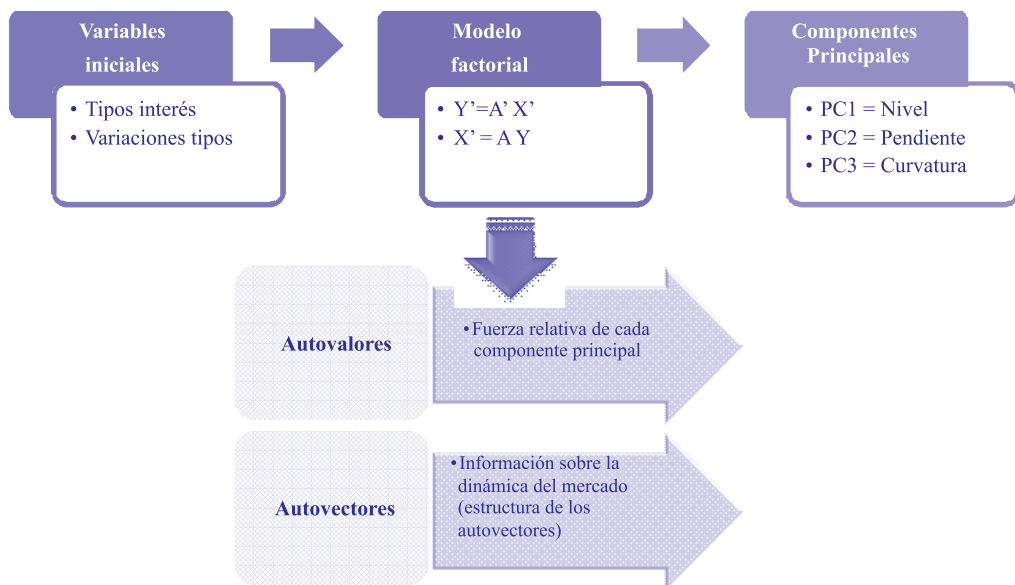 Variables
iniciales
• Tipos interés
• Variaciones tipos
Modelo
factorial
• Y’=A’ X’
• X’ = A Y
Componentes
Principales
• PC1 = Nivel
• PC2 = Pendiente
• PC3 = Curvatura
Autovalores
•Fuerza relativa de cada
componente principal
Autovectores
•Información sobre la
dinámica del mercado
(estructura de los
autovectores)